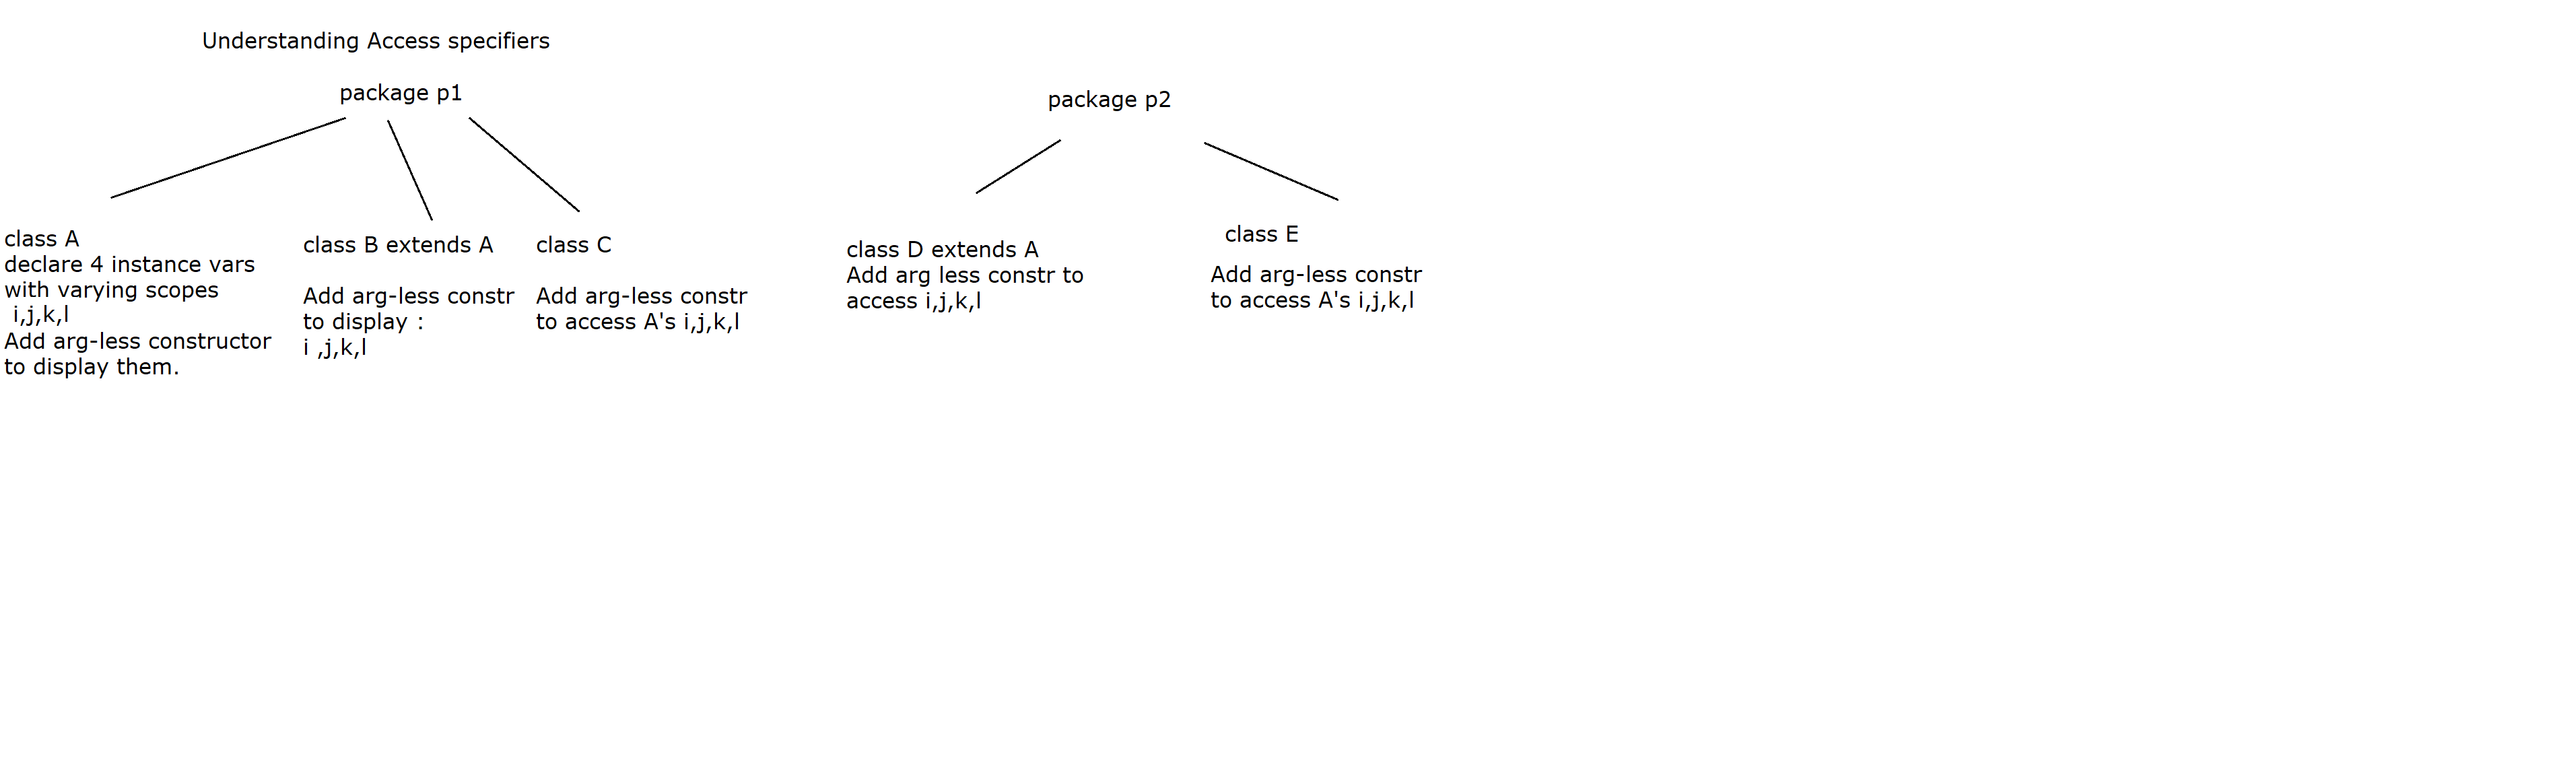 Understanding Access specifiers
package p1
package p2
class A
declare 4 instance vars
with varying scopes
i,j,k,l
Add arg-less constructor
to display them.
class B extends A
Add arg-less constr
to display :
i ,j,k,l
class C
Add arg-less constr
to access A's i,j,k,l
class D extends A
Add arg less constr to
access i,j,k,l
class E
Add arg-less constr
to access A's i,j,k,l